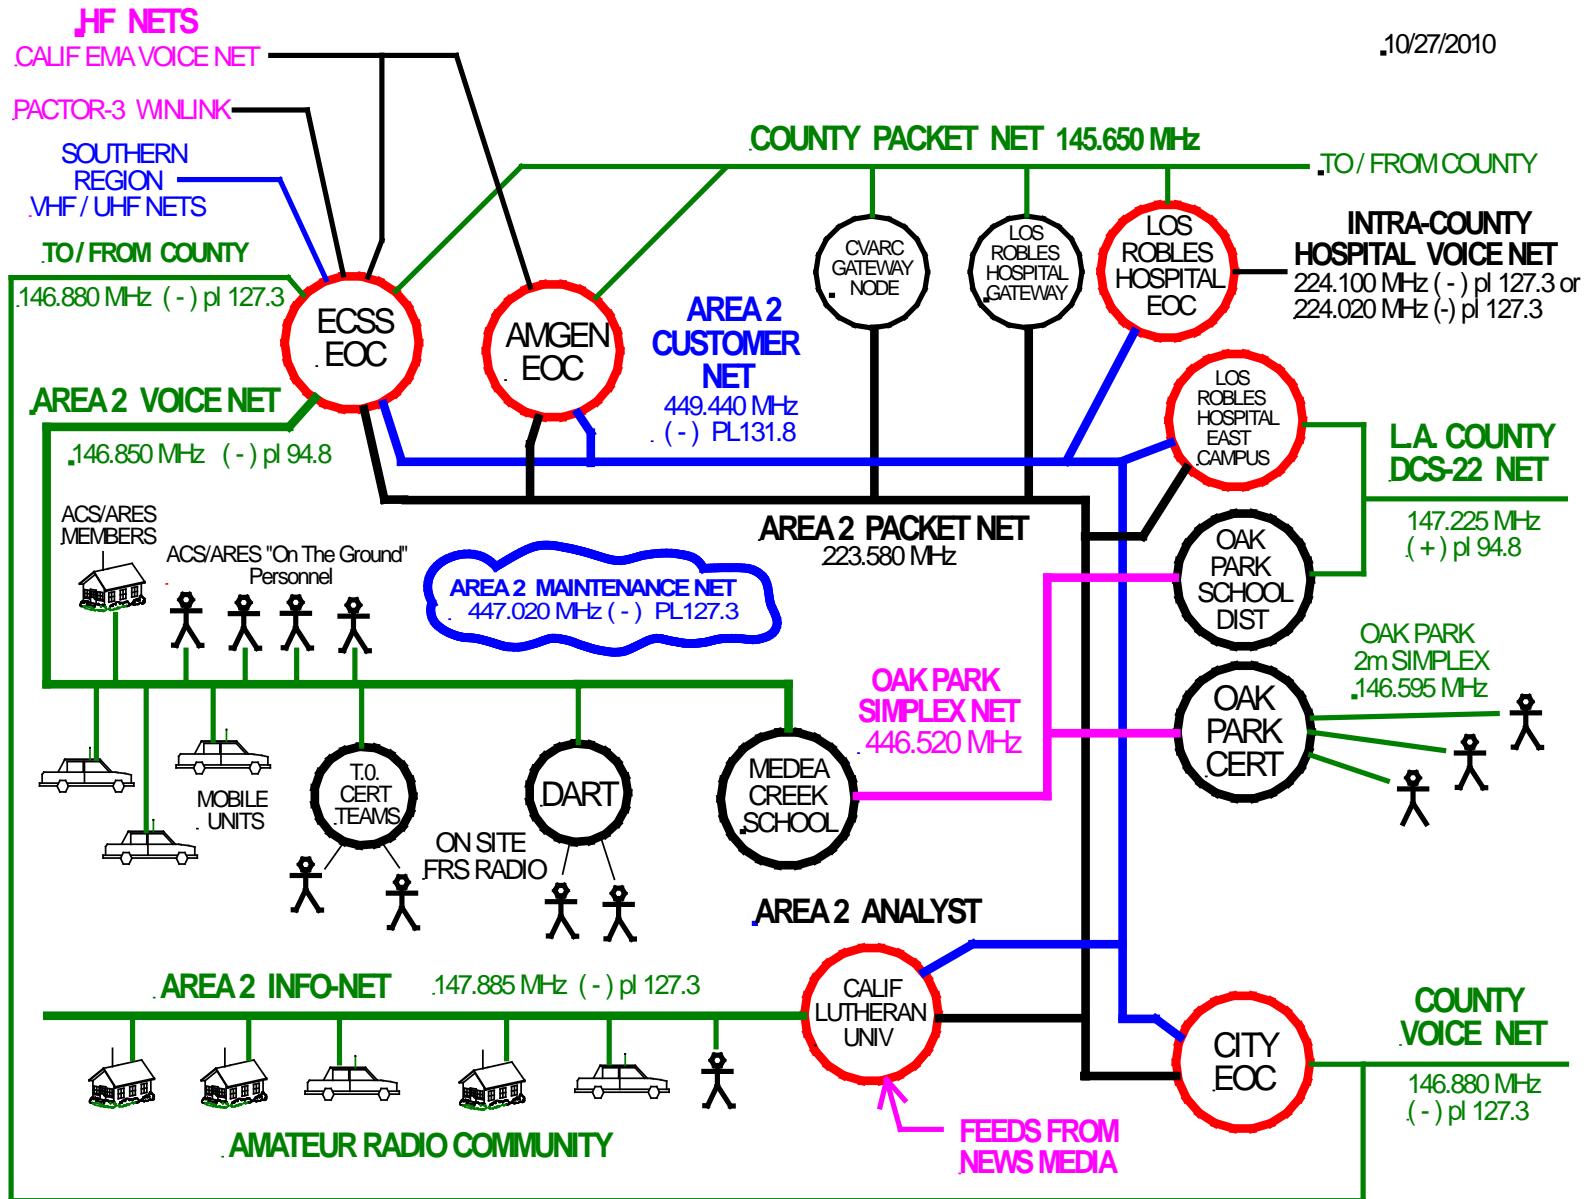 HF NETS
CALIF EMA VOICE NET
PACTOR-3 WINLINK
SOUTHERN
REGION
VHF / UHF NETS
TO / FROM COUNTY
146.880 MHz ( - ) pl 127.3
10/27/2010
COUNTY PACKET NET 145.650 MHz
TO / FROM COUNTY
ECSS
EOC
AMGEN
EOC
CVARC
GATEWAY
NODE
LOS
ROBLES
HOSPITAL
GATEWAY
LOS
ROBLES
HOSPITAL
EOC
INTRA-COUNTY
HOSPITAL VOICE NET
224.100 MHz ( - ) pl 127.3 or
224.020 MHz (-) pl 127.3
AREA 2
CUSTOMER
NET
449.440 MHz
( - ) PL131.8
AREA 2 VOICE NET
146.850 MHz ( - ) pl 94.8
LOS
ROBLES
HOSPITAL
EAST
CAMPUS
L.A. COUNTY
DCS-22 NET
147.225 MHz
( + ) pl 94.8
AREA 2 PACKET NET
223.580 MHz
ACS/ARES
MEMBERS
ACS/ARES "On The Ground"
Personnel
AREA 2 MAINTENANCE NET
447.020 MHz ( - ) PL127.3
OAK
PARK
SCHOOL
DIST
OAK PARK
2m SIMPLEX
146.595 MHz
OAK PARK
SIMPLEX NET
446.520 MHz
OAK
PARK
CERT
MOBILE
UNITS
T.O.
CERT
TEAMS
DART
MEDEA
CREEK
SCHOOL
ON SITE
FRS RADIO
AREA 2 ANALYST
AREA 2 INFO-NET 147.885 MHz ( - ) pl 127.3
CALIF
LUTHERAN
UNIV
CITY
EOC
COUNTY
VOICE NET
146.880 MHz
( - ) pl 127.3
AMATEUR RADIO COMMUNITY
FEEDS FROM
NEWS MEDIA